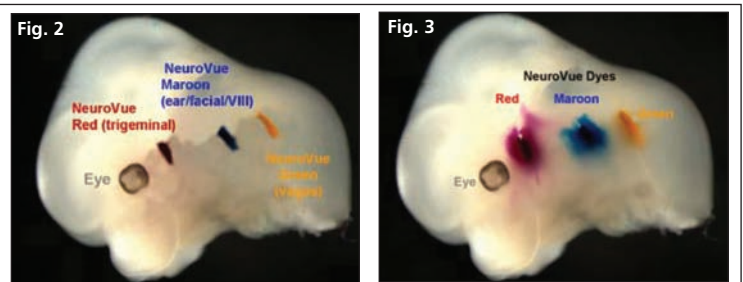 Fig. 2
NeuroVue
Maroon
(ear/facial/VIII)
NeuroVue
Red (trigeminal)
Eye
NeuroVue
Green
(vagus)
Fig. 3
NeuroVue Dyes
Red
Maroon
Green
Eye